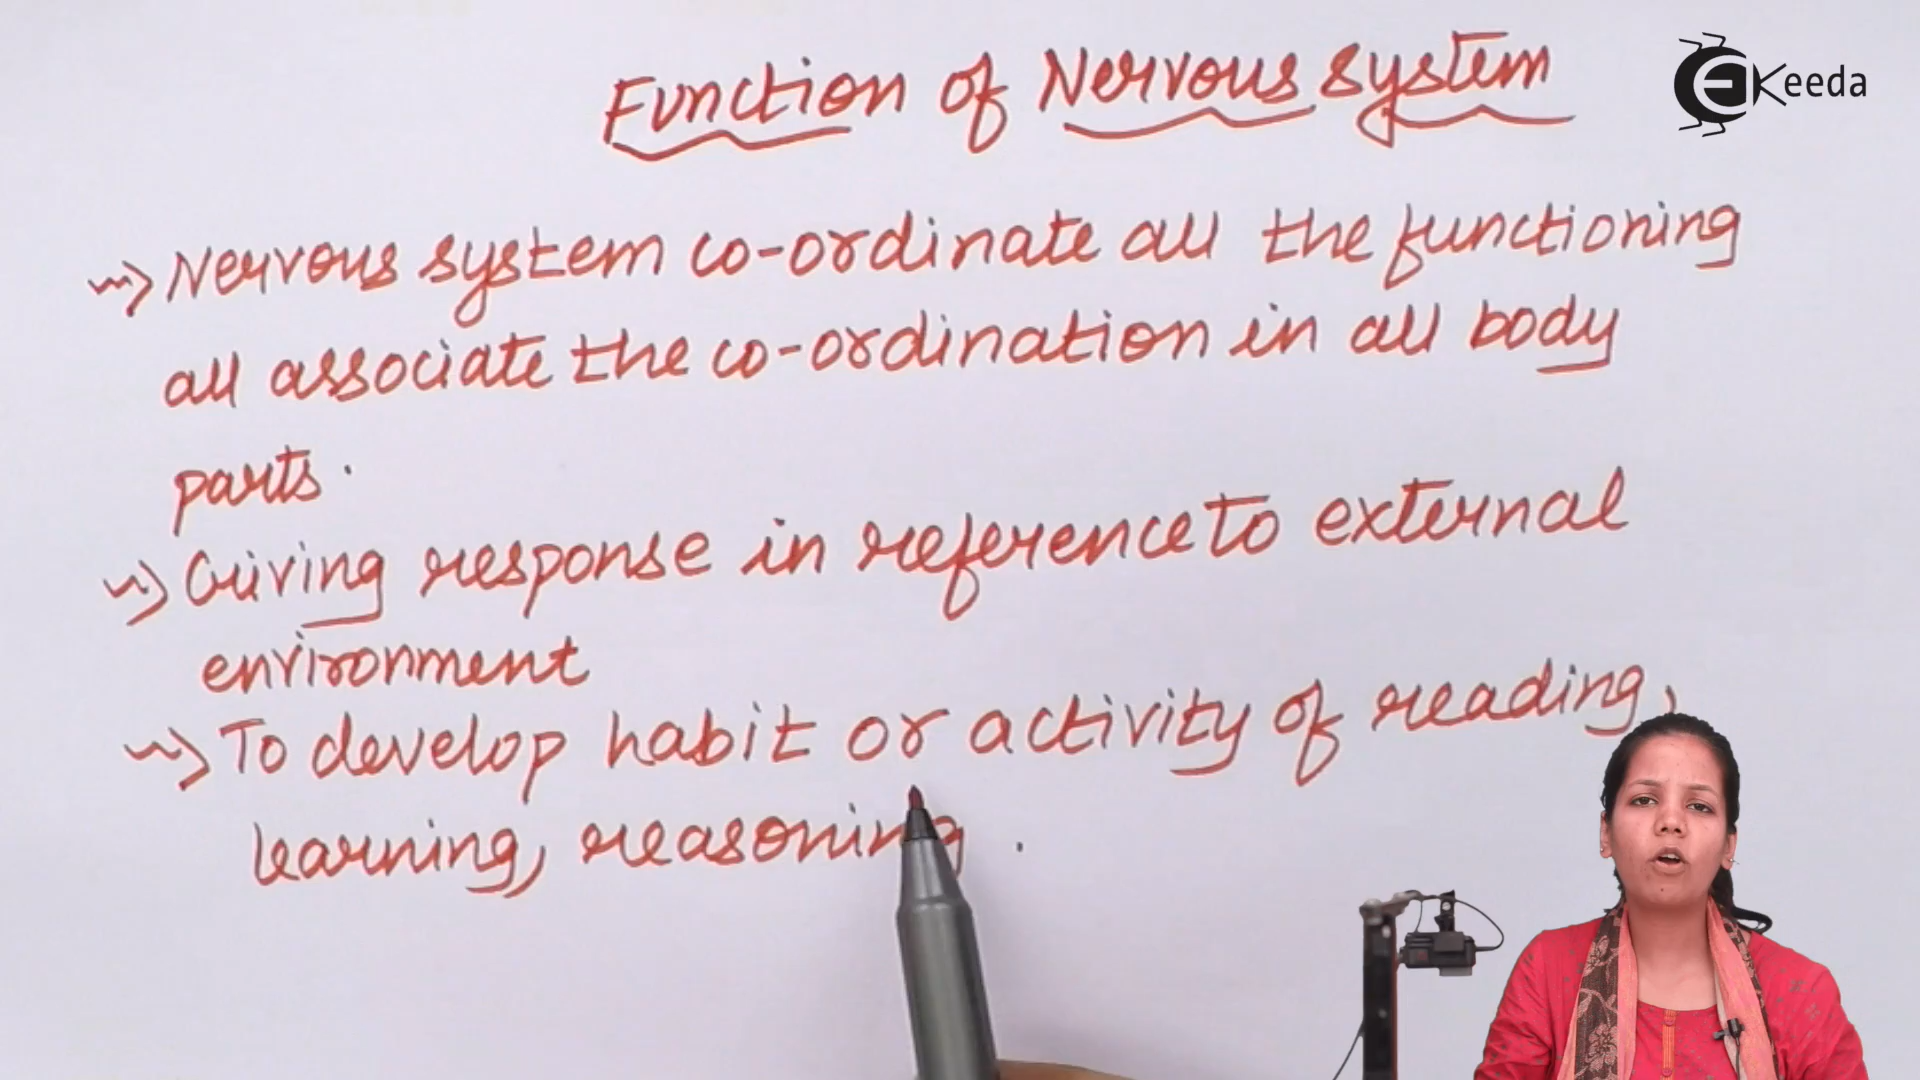 Function of Nervous system
EKeeda
Nervous system co-ordinate all the functioning
all associate the co-ordination in all body
parts.
Giving response in reference to external
environment
To develop habit or activity of reading,
learning, reasoning.